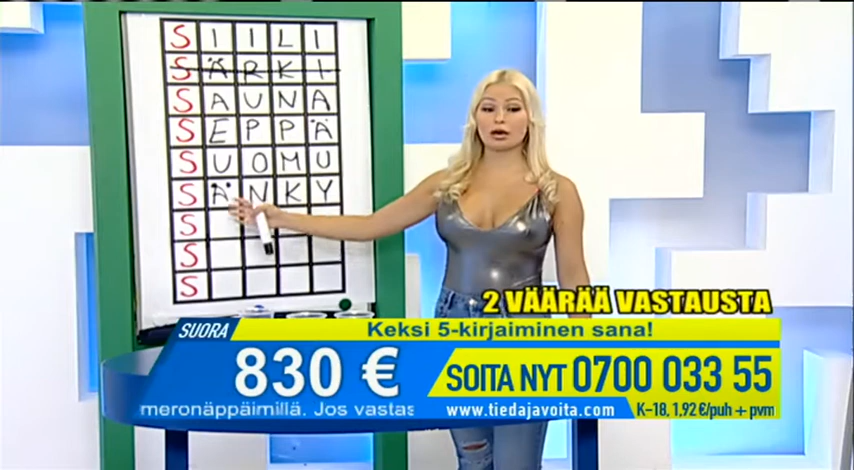 SIILI
SÄRKI
SAUNA
SEPPÄ
SUOMU
SÄNKY
S
S
S
2 VÄÄRÄÄ VASTAUSTA
SUORA
Keksi 5-kirjaiminen sana!
830 €
SOITA NYT 0700 033 55
meronäppäimillä. Jos vastas
www.tiedajavoita.com
K-18, 1,92 €/puh + pvm